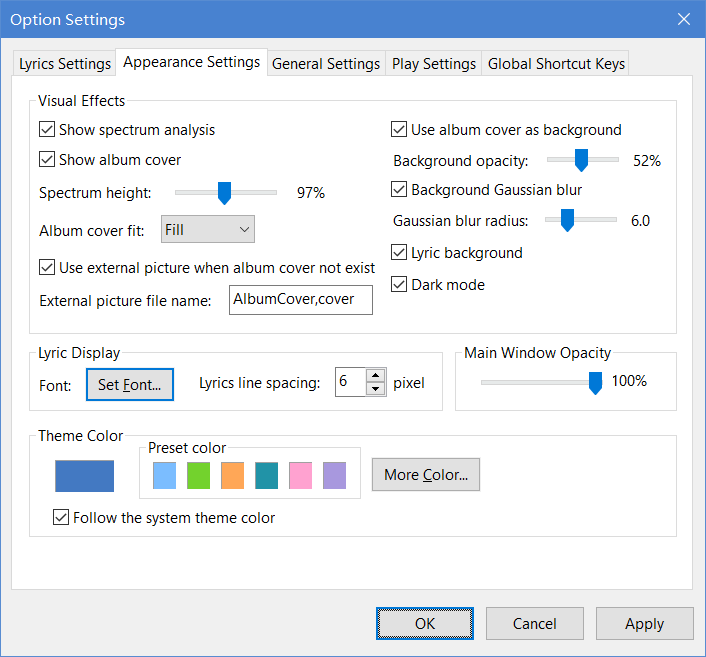 Option Settings
Lyrics Settings
Appearance Settings
General Settings
Play Settings
Global Shortcut Keys
Visual Effects
Show spectrum analysis
Show album cover
Spectrum height:
97%
Album cover fit:
Fill
Use external picture when album cover not exist
External picture file name:
AlbumCover,cover
Use album cover as background
Background opacity:
52%
Background Gaussian blur
Gaussian blur radius:
6.0
Lyric background
Dark mode
Lyric Display
Font:
Set Font...
Lyrics line spacing:
6
pixel
Main Window Opacity
100%
Theme Color
Preset color
More Color...
Follow the system theme color
OK
Cancel
Apply